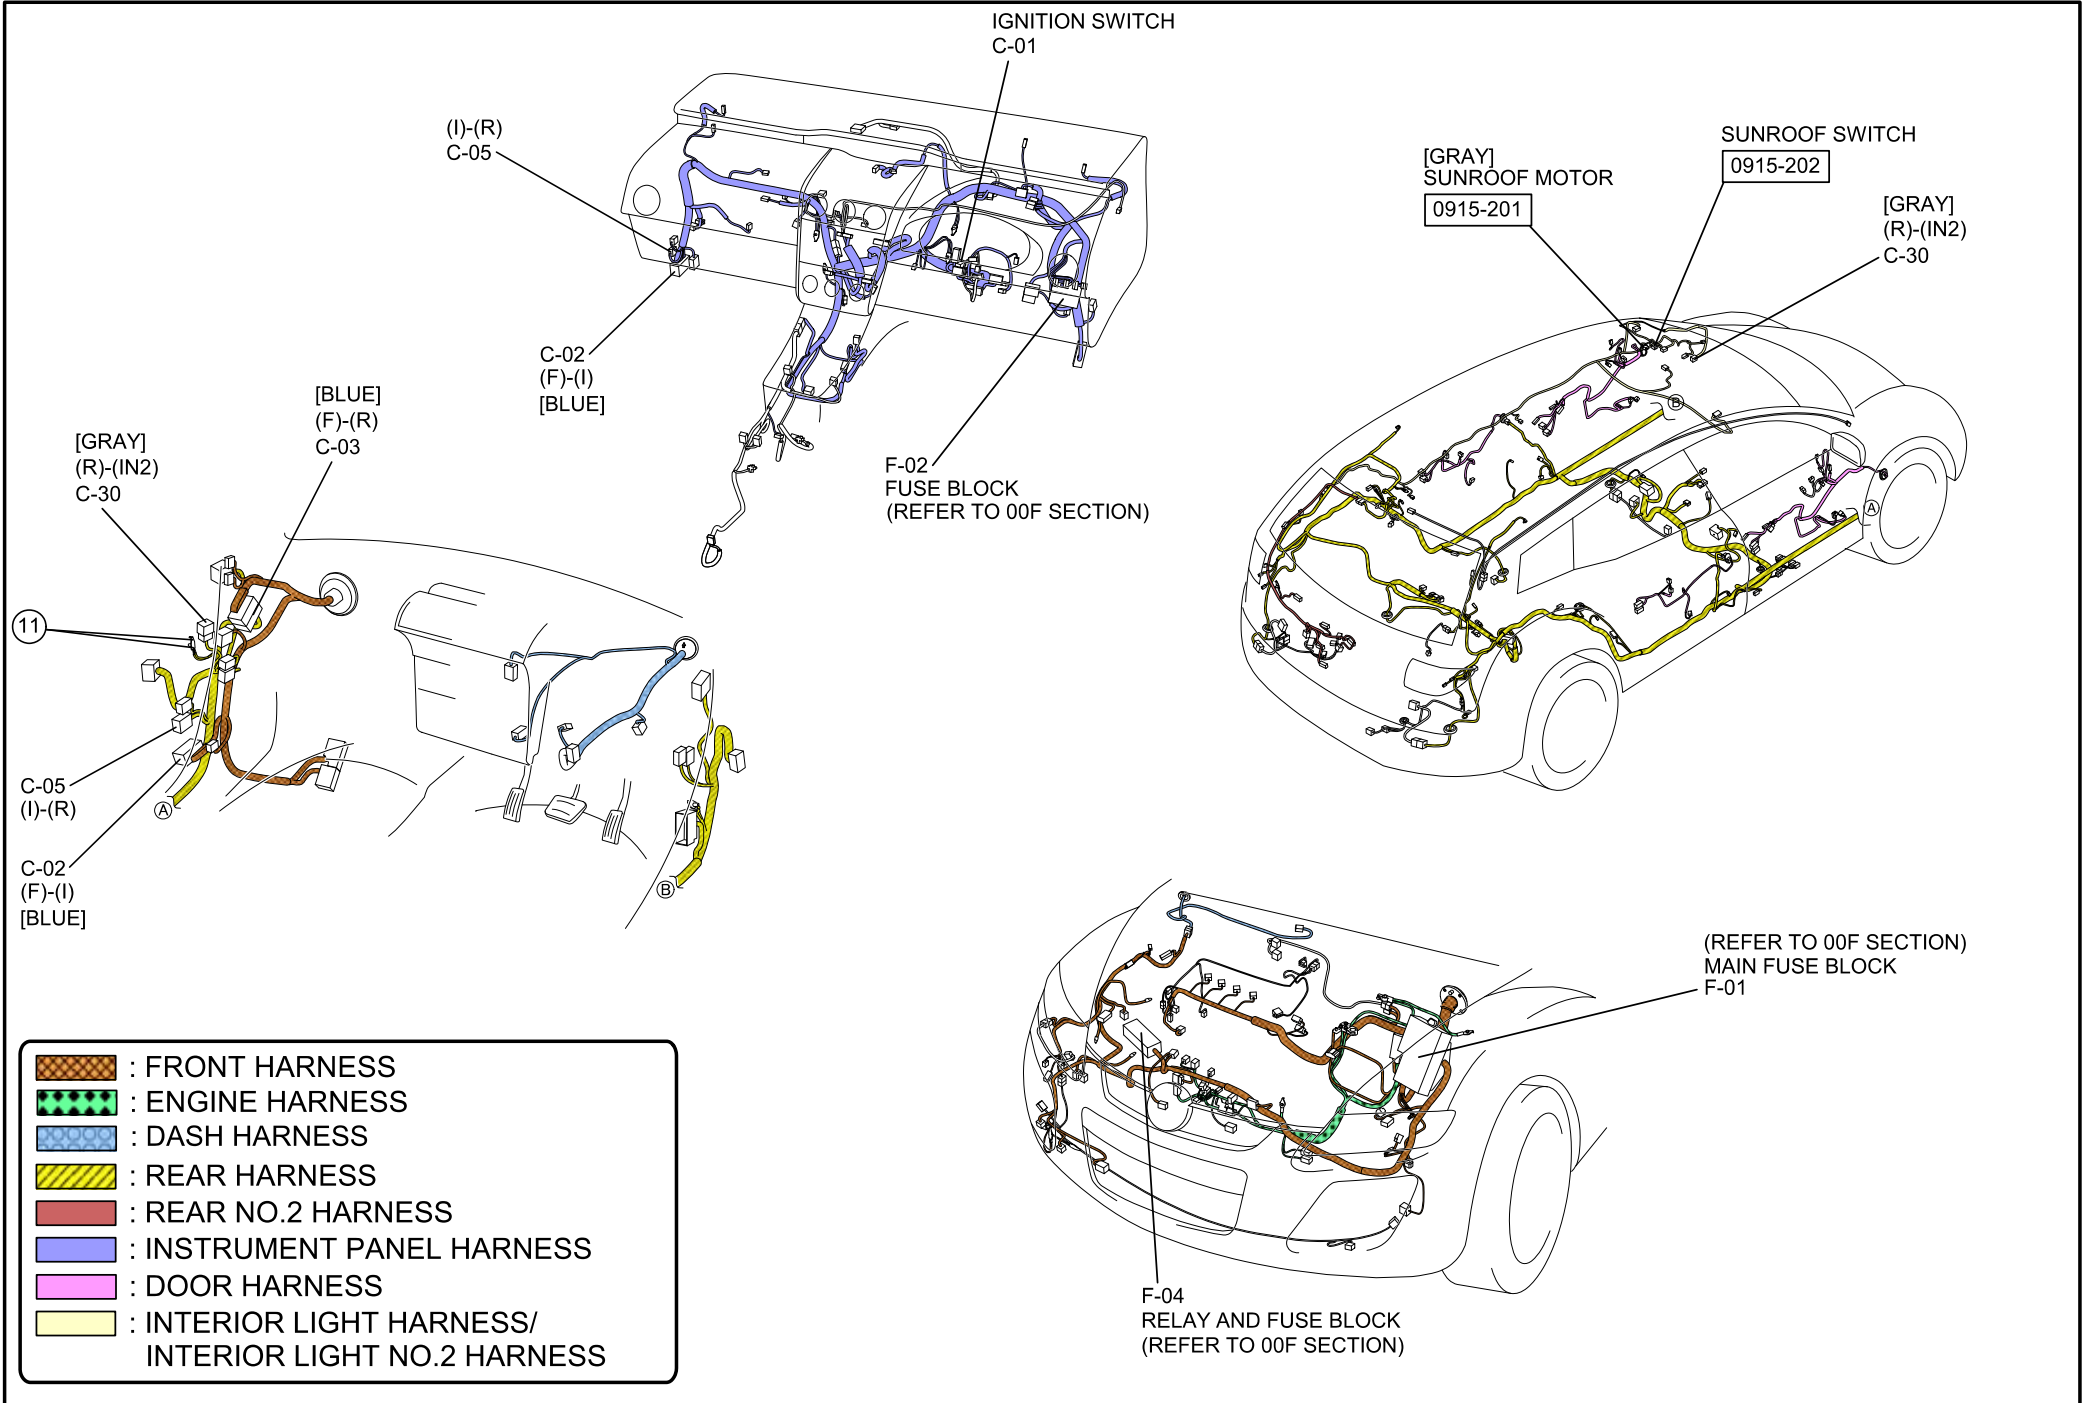 IGNITION SWITCH
C-01
(I)-(R)
C-05
C-02
(F)-(I)
[BLUE]
F-02
FUSE BLOCK
(REFER TO 00F SECTION)
[GRAY]
SUNROOF MOTOR
0915-201
SUNROOF SWITCH
0915-202
[GRAY]
(R)-(IN2)
C-30
B
A
[BLUE]
(F)-(R)
C-03
[GRAY]
(R)-(IN2)
C-30
11
C-05
(I)-(R)
A
C-02
(F)-(I)
[BLUE]
B
(REFER TO 00F SECTION)
MAIN FUSE BLOCK
F-01
F-04
RELAY AND FUSE BLOCK
(REFER TO 00F SECTION)
: FRONT HARNESS
: ENGINE HARNESS
: DASH HARNESS
: REAR HARNESS
: REAR NO.2 HARNESS
: INSTRUMENT PANEL HARNESS
: DOOR HARNESS
: INTERIOR LIGHT HARNESS/
INTERIOR LIGHT NO.2 HARNESS